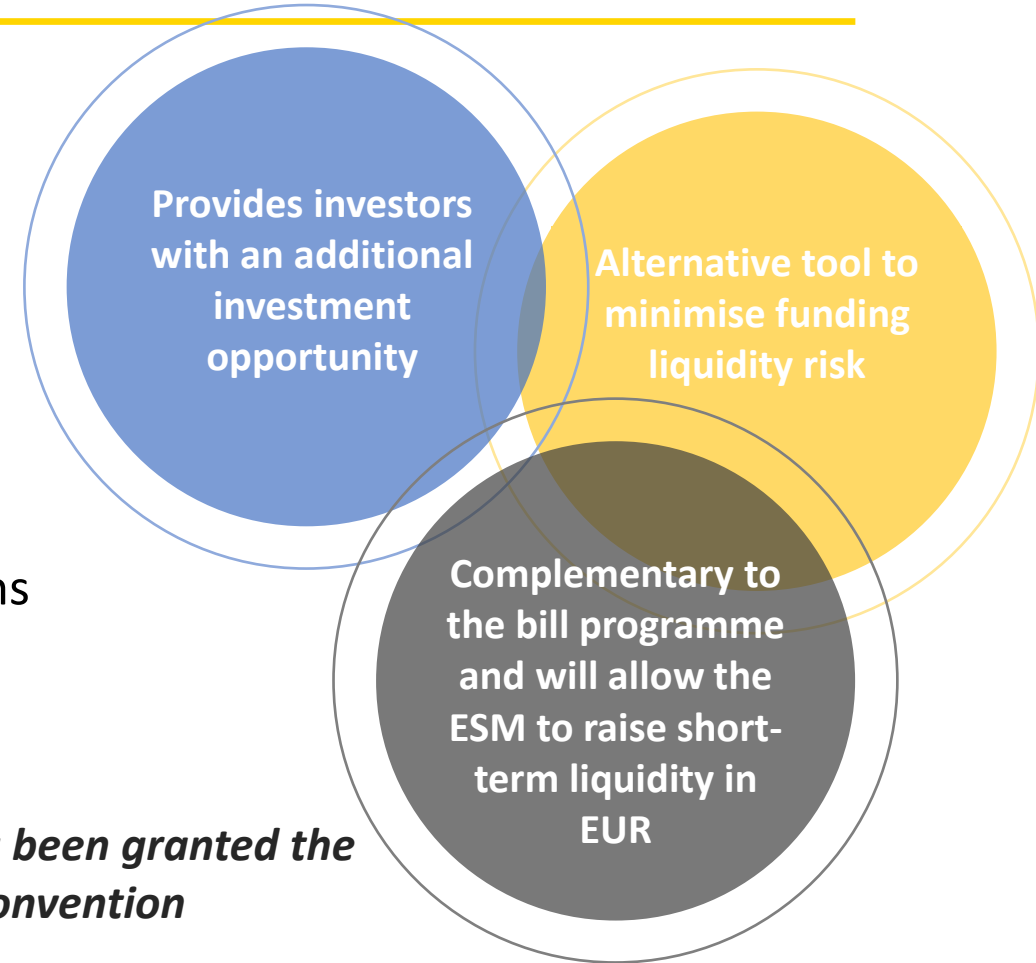 Provides investors
with an additional
investment
opportunity
Alternative tool to
minimise funding
liquidity risk
Complementary to
the bill programme
and will allow the
ESM to raise short-
term liquidity in
EUR
been granted the